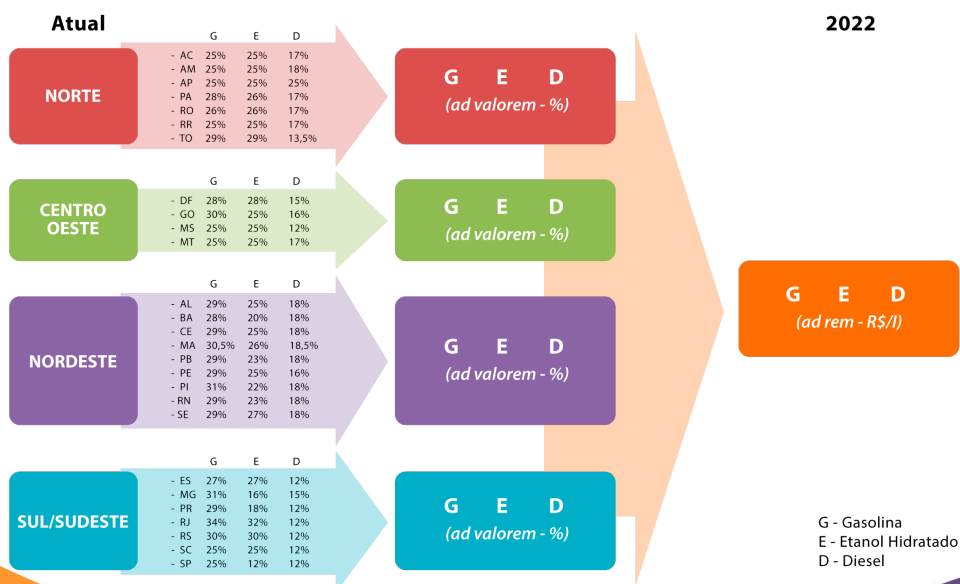 Atual
2022
NORTE
G E D
- AC 25% 25% 17%
- AM 25% 25% 18%
- AP 25% 25% 25%
- PA 28% 26% 17%
- RO 26% 26% 17%
- RR 25% 25% 17%
- TO 29% 29% 13,5%
G E D
(ad valorem - %)
CENTRO
OESTE
G E D
- DF 28% 28% 15%
- GO 30% 25% 16%
- MS 25% 25% 12%
- MT 25% 25% 17%
G E D
(ad valorem - %)
NORDESTE
G E D
- AL 29% 25% 18%
- BA 28% 20% 18%
- CE 29% 25% 18%
- MA 30,5% 26% 18,5%
- PB 29% 23% 18%
- PE 29% 25% 16%
- PI 31% 22% 18%
- RN 29% 23% 18%
- SE 29% 27% 18%
G E D
(ad valorem - %)
SUL/SUDESTE
G E D
- ES 27% 27% 12%
- MG 31% 16% 15%
- PR 29% 18% 12%
- RJ 34% 32% 12%
- RS 30% 30% 12%
- SC 25% 25% 12%
- SP 25% 12% 12%
G E D
(ad valorem - %)
G E D
(ad rem - R$/l)
G - Gasolina
E - Etanol Hidratado
D - Diesel